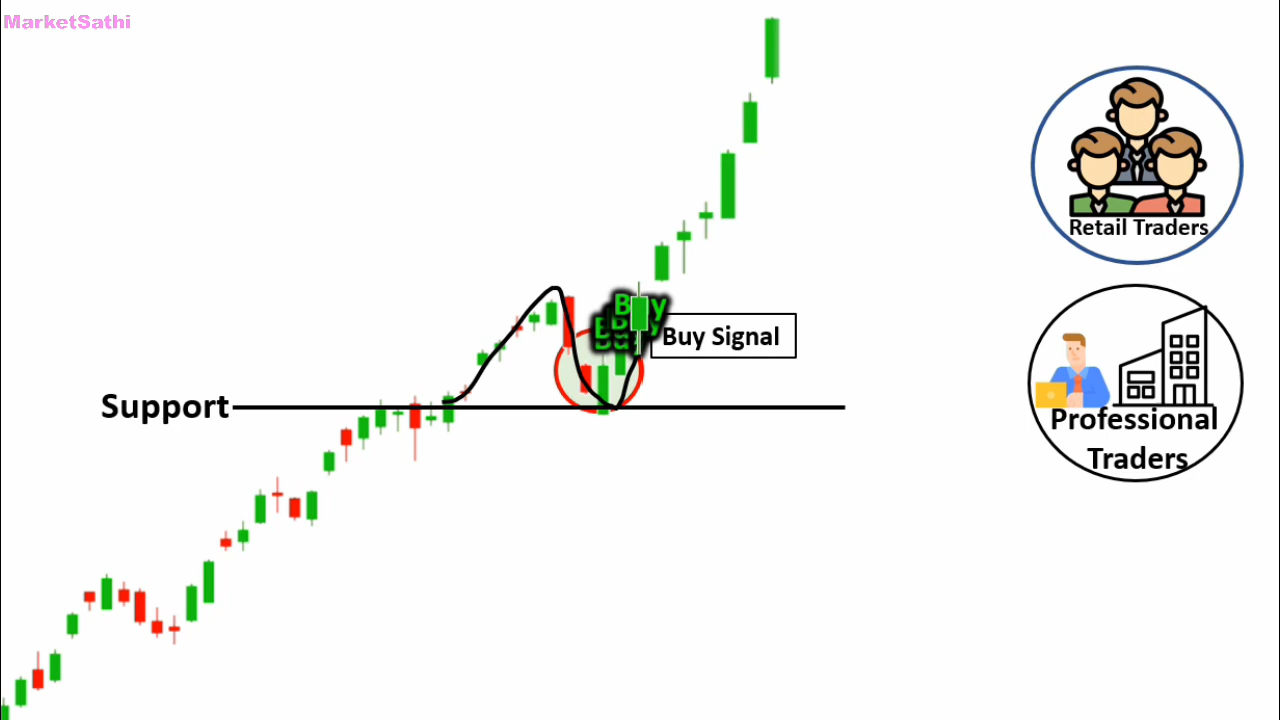 MarketSathi
Retail Traders
Buy
Buy Signal
Support
Professional
Traders